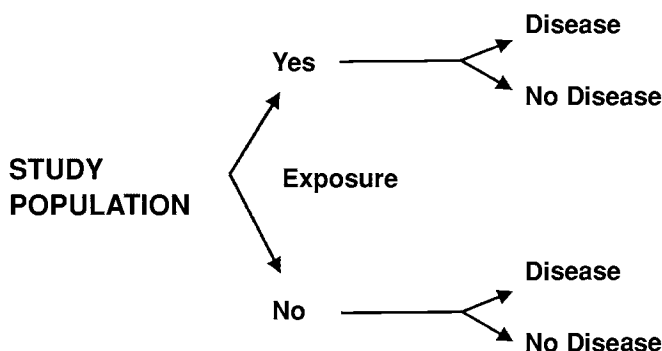 Disease
Yes
No Disease
STUDY
POPULATION
Exposure
Disease
No
No Disease